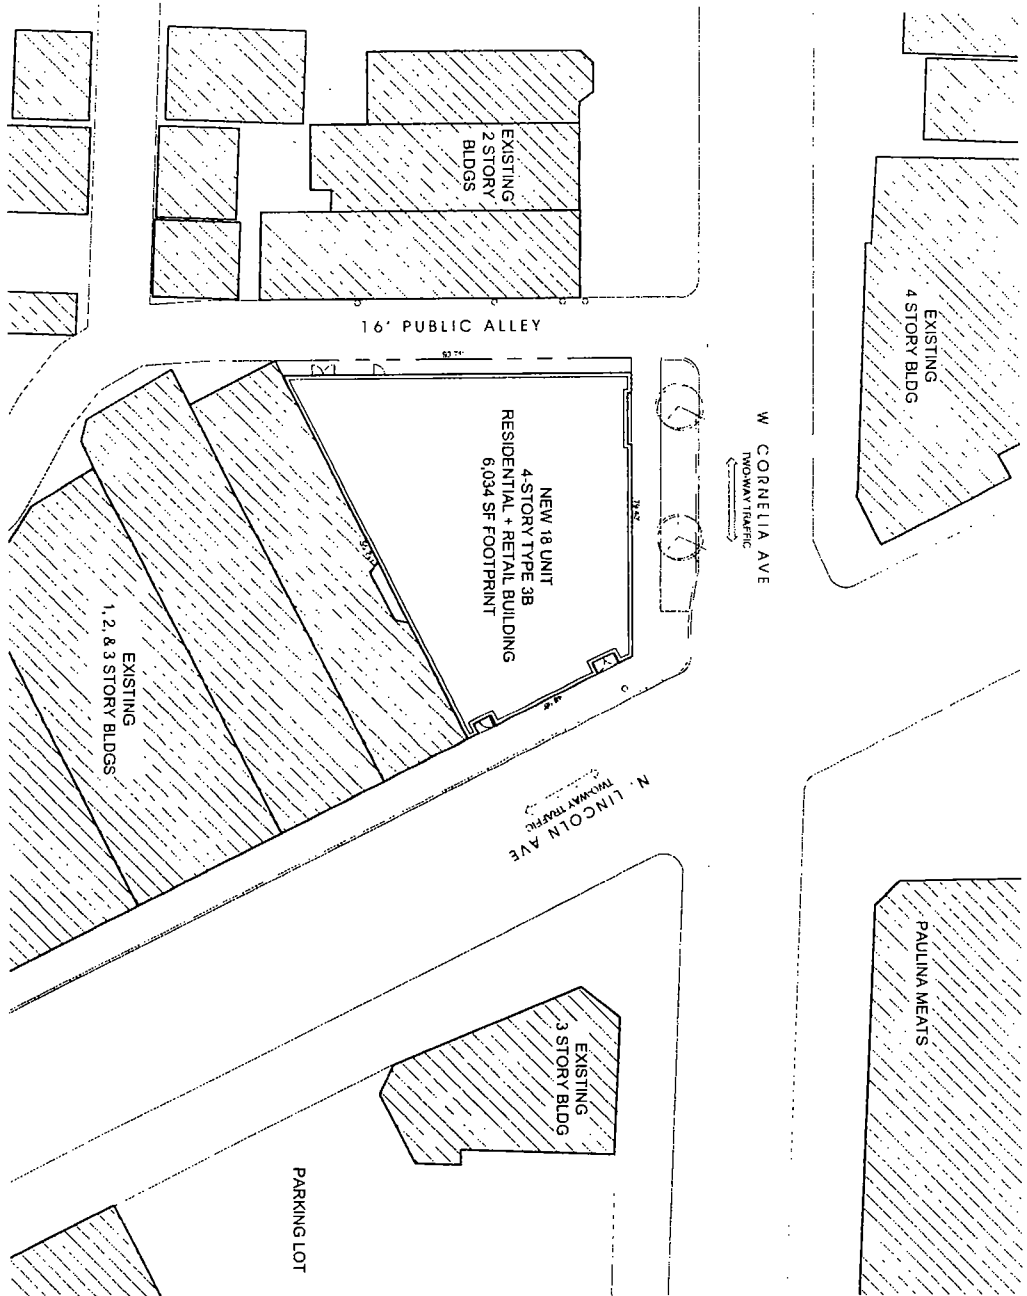 EXISTING
2 STORY
BLDGS
16' PUBLIC ALLEY
EXISTING
4 STORY BLDG
W CORNELIA AVE
TWO-WAY TRAFFIC
NEW 18 UNIT
4-STORY TYPE 3B
RESIDENTIAL + RETAIL BUILDING
6,034 SF FOOTPRINT
EXISTING
1, 2, & 3 STORY BLDGS
N. LINCOLN AVE
TWO-WAY TRAFFIC
PAULINA MEATS
EXISTING
3 STORY BLDG
PARKING LOT